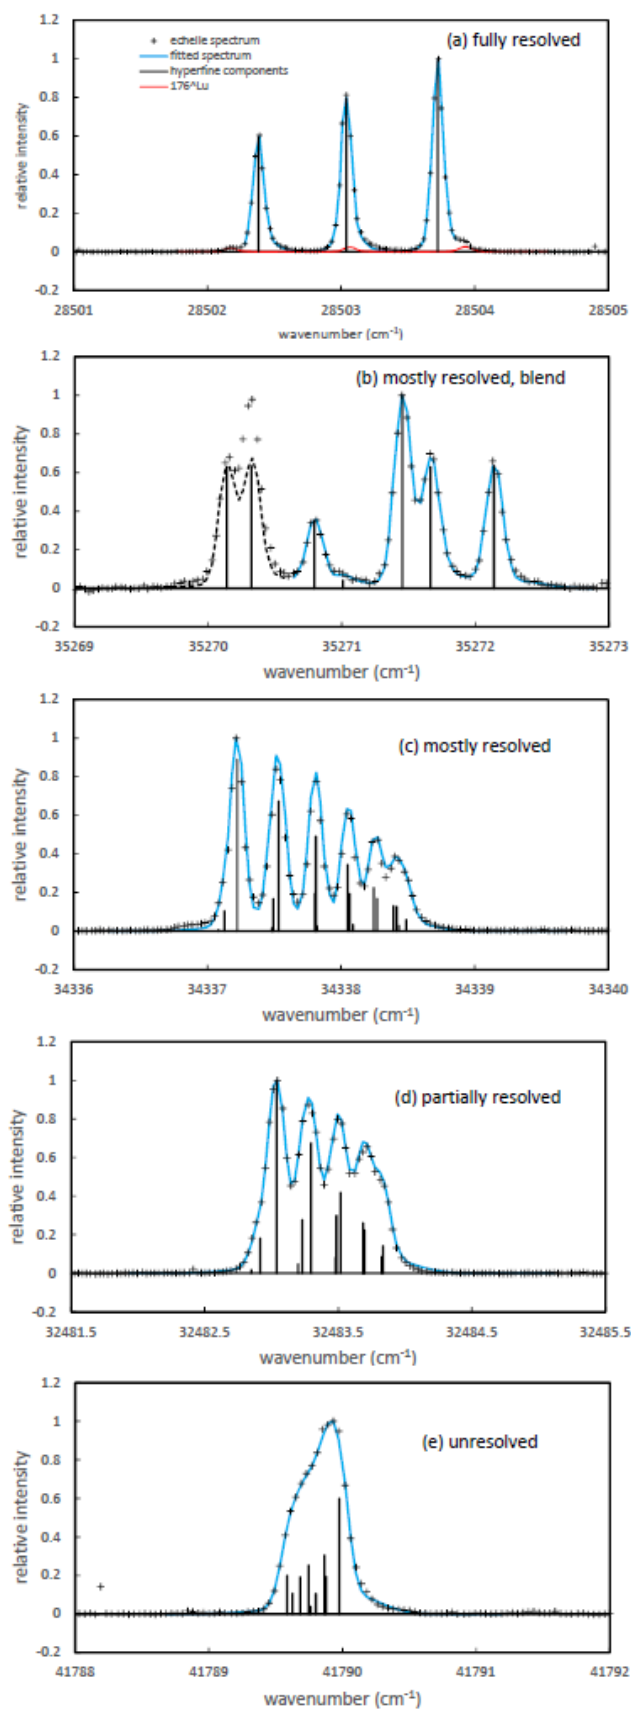 1.2
1
0.8
0.6
0.4
0.2
0
-0.2
relative intensity
echelle spectrum
fitted spectrum
hyperfine components
176^Lu
(a) fully resolved
28501 28502 28503 28504 28505
wavenumber (cm-1)
1.2
1
0.8
0.6
0.4
0.2
0
-0.2
relative intensity
(b) mostly resolved, blend
35269 35270 35271 35272 35273
wavenumber (cm-1)
1.2
1
0.8
0.6
0.4
0.2
0
-0.2
relative intensity
(c) mostly resolved
34336 34337 34338 34339 34340
wavenumber (cm-1)
1.2
1
0.8
0.6
0.4
0.2
0
-0.2
relative intensity
(d) partially resolved
32481.5 32482.5 32483.5 32484.5 32485.5
wavenumber (cm-1)
1.2
1
0.8
0.6
0.4
0.2
0
-0.2
relative intensity
(e) unresolved
41788 41789 41790 41791 41792
wavenumber (cm-1)